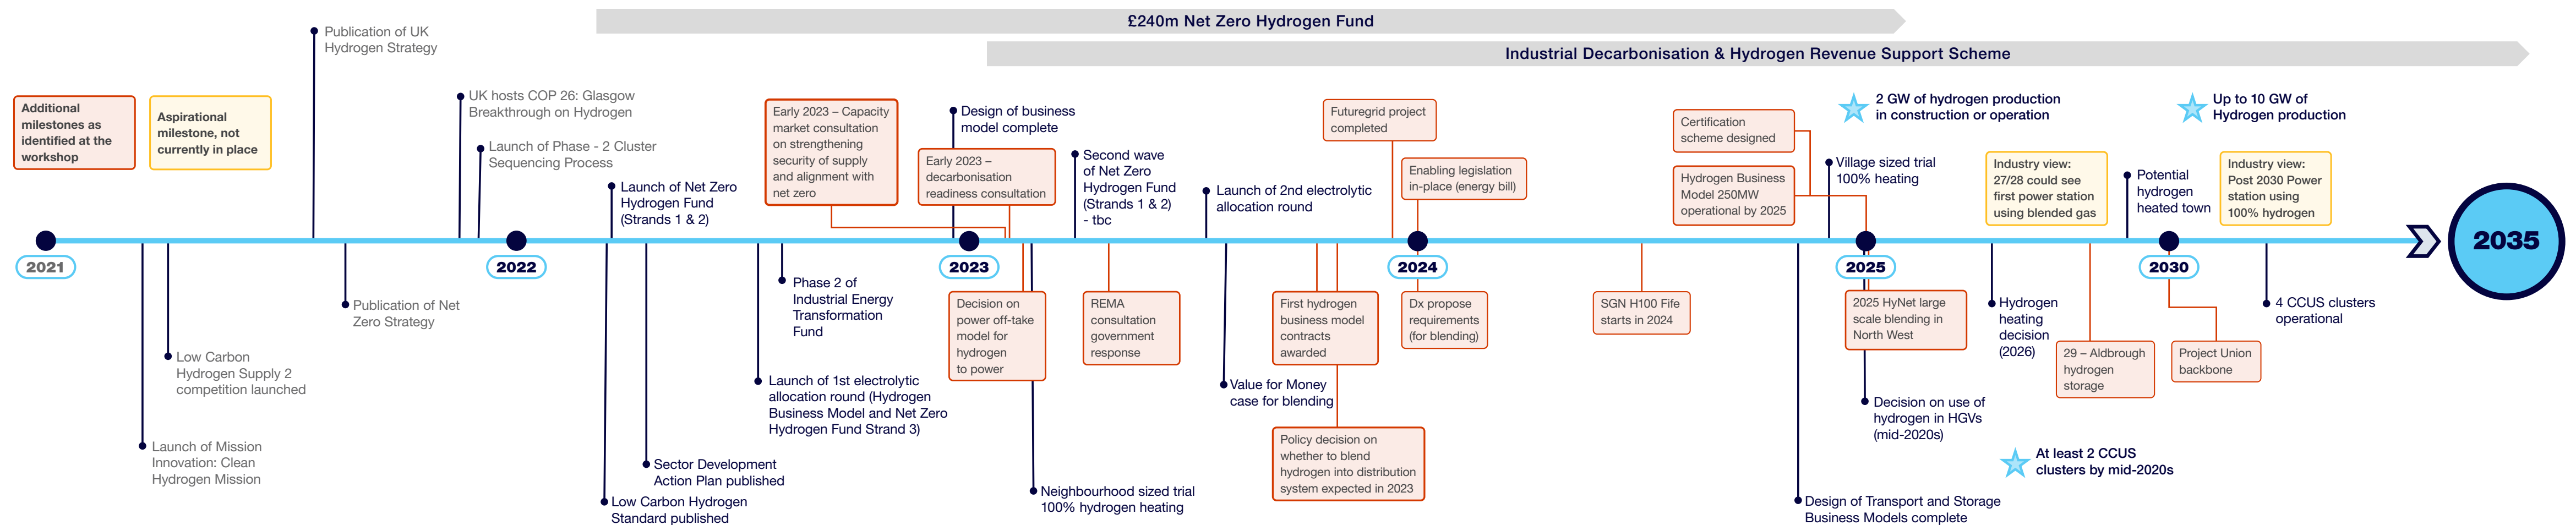 £240m Net Zero Hydrogen Fund
Industrial Decarbonisation & Hydrogen Revenue Support Scheme
Additional
milestones as
identified at the
workshop
Aspirational
milestone, not
currently in place
Publication of UK
Hydrogen Strategy
UK hosts COP 26: Glasgow
Breakthrough on Hydrogen
Launch of Phase - 2 Cluster
Sequencing Process
Launch of Net Zero
Hydrogen Fund
(Strands 1 & 2)
Early 2023 – Capacity
market consultation
on strengthening
security of supply
and alignment with
net zero
Design of business
model complete
Early 2023 –
decarbonisation
readiness consultation
Second wave
of Net Zero
Hydrogen Fund
(Strands 1 & 2)
- tbc
Launch of 2nd electrolytic
allocation round
Futuregrid project
completed
Enabling legislation
in-place (energy bill)
Certification
scheme designed
Hydrogen Business
Model 250MW
operational by 2025
2 GW of hydrogen production
in construction or operation
Village sized trial
100% heating
Industry view:
27/28 could see
first power station
using blended gas
Potential
hydrogen
heated town
Up to 10 GW of
Hydrogen production
Industry view:
Post 2030 Power
station using
100% hydrogen
2021
2022
2023
2024
2025
2030
2035
Launch of Mission
Innovation: Clean
Hydrogen Mission
Low Carbon
Hydrogen Supply 2
competition launched
Publication of Net
Zero Strategy
Low Carbon Hydrogen
Standard published
Sector Development
Action Plan published
Launch of 1st electrolytic
allocation round (Hydrogen
Business Model and Net Zero
Hydrogen Fund Strand 3)
Phase 2 of
Industrial Energy
Transformation
Fund
Decision on
power off-take
model for
hydrogen
to power
Neighbourhood sized trial
100% hydrogen heating
REMA
consultation
government
response
Value for Money
case for blending
First hydrogen
business model
contracts
awarded
Policy decision on
whether to blend
hydrogen into distribution
system expected in 2023
Dx propose
requirements
(for blending)
SGN H100 Fife
starts in 2024
Design of Transport and Storage
Business Models complete
2025 HyNet large
scale blending in
North West
Decision on use of
hydrogen in HGVs
(mid-2020s)
Hydrogen
heating
decision
(2026)
At least 2 CCUS
clusters by mid-2020s
29 – Aldbrough
hydrogen
storage
Project Union
backbone
4 CCUS clusters
operational